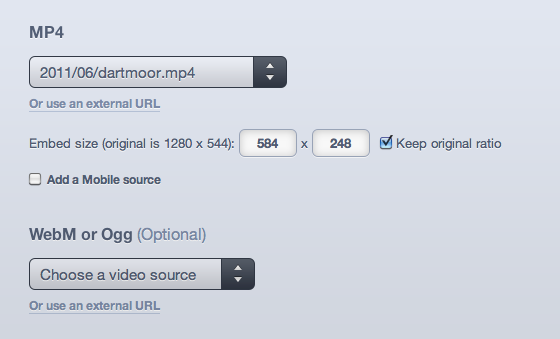 MP4
2011/06/dartmoor.mp4
Or use an external URL
Embed size (original is 1280 x 544): 584 x 248 Keep original ratio
Add a Mobile source
WebM or Ogg (Optional)
Choose a video source
Or use an external URL